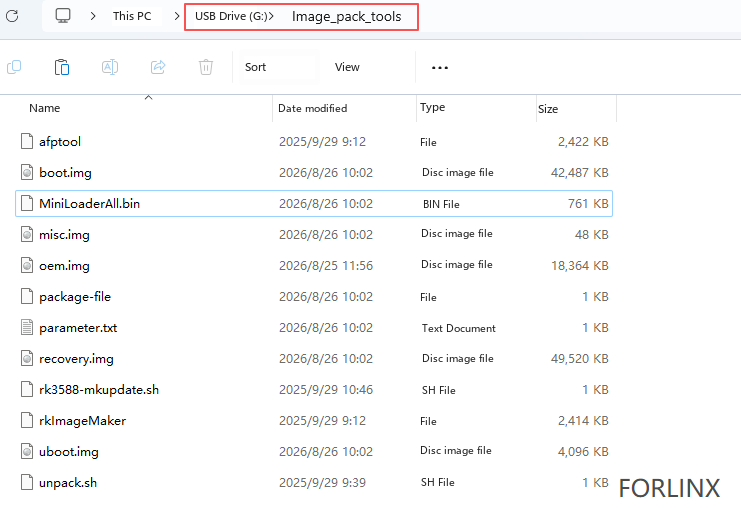 This PC USB Drive (G:) Image_pack_tools
Sort View
Name Date modified Type Size
afptool 2025/9/29 9:12 File 2,422 KB
boot.img 2026/8/26 10:02 Disc image file 42,487 KB
MiniLoaderAll.bin 2026/8/26 10:02 BIN File 761 KB
misc.img 2026/8/26 10:02 Disc image file 48 KB
oem.img 2026/8/25 11:56 Disc image file 18,364 KB
package-file 2026/8/26 10:02 File 1 KB
parameter.txt 2026/8/26 10:02 Text Document 1 KB
recovery.img 2026/8/26 10:02 Disc image file 49,520 KB
rk3588-mkupdate.sh 2025/9/29 10:46 SH File 1 KB
rkImageMaker 2025/9/29 9:12 File 2,414 KB
uboot.img 2026/8/26 10:02 Disc image file 4,096 KB
unpack.sh 2025/9/29 9:39 SH File 1 KB
FORLINX